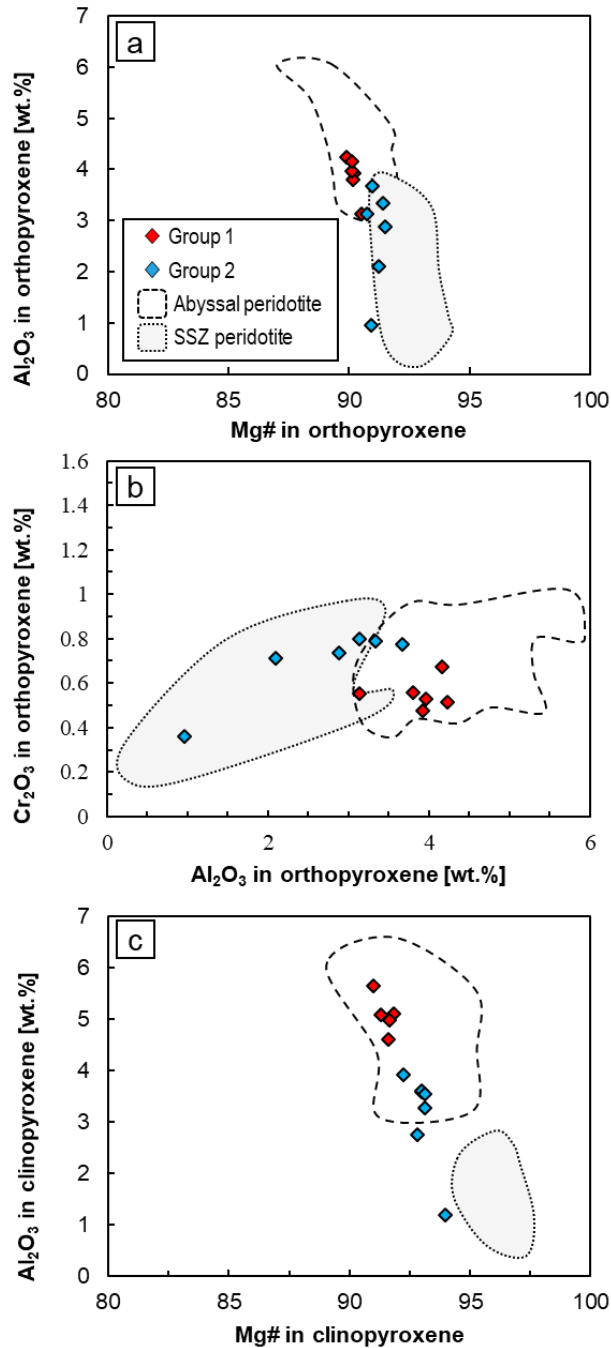 a
7
6
5
4
3
2
1
0
Al₂O₃ in orthopyroxene [wt.%]
Group 1
Group 2
Abyssal peridotite
SSZ peridotite
80 85 90 95 100
Mg# in orthopyroxene
b
1.6
1.4
1.2
1
0.8
0.6
0.4
0.2
0
Cr₂O₃ in orthopyroxene [wt.%]
0 2 4 6
Al₂O₃ in orthopyroxene [wt.%]
c
7
6
5
4
3
2
1
0
Al₂O₃ in clinopyroxene [wt.%]
80 85 90 95 100
Mg# in clinopyroxene